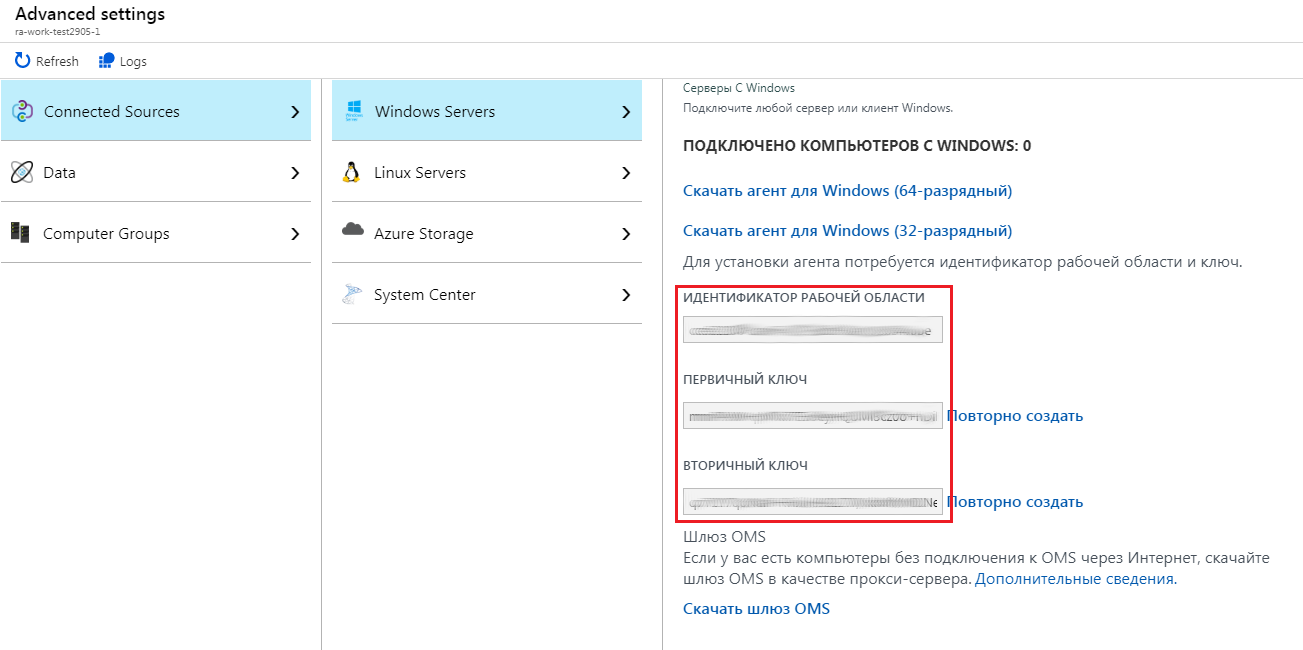 Advanced settings
ra-work-test2905-1
Refresh
Logs
Connected Sources
Data
Computer Groups
Windows Servers
Linux Servers
Azure Storage
System Center
Серверы С Windows
Подключите любой сервер или клиент Windows.
ПОДКЛЮЧЕНО КОМПЬЮТЕРОВ С WINDOWS: 0
Скачать агент для Windows (64-разрядный)
Скачать агент для Windows (32-разрядный)
Для установки агента потребуется идентификатор рабочей области и ключ.
ИДЕНТИФИКАТОР РАБОЧЕЙ ОБЛАСТИ
ПЕРВИЧНЫЙ КЛЮЧ
Повторно создать
ВТОРИЧНЫЙ КЛЮЧ
Повторно создать
Шлюз OMS
Если у вас есть компьютеры без подключения к OMS через Интернет, скачайте
шлюз OMS в качестве прокси-сервера. Дополнительные сведения.
Скачать шлюз OMS